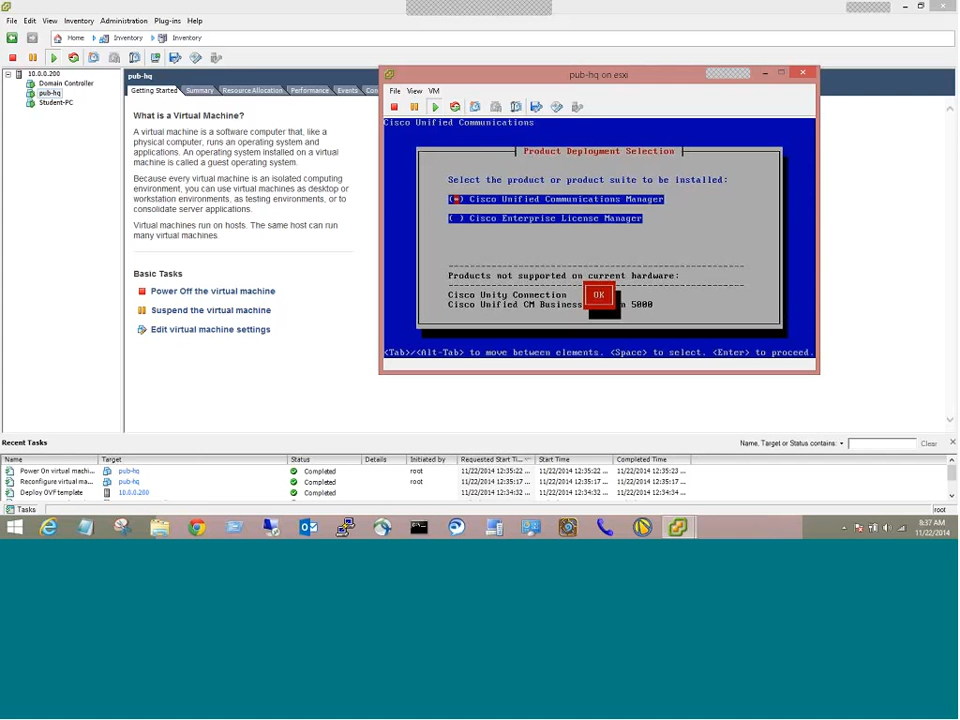 File Edit View Inventory Administration Plug-ins Help
Home Inventory Inventory
10.0.0.200
Domain Controller
pub-hq
Student-PC
pub-hq
Getting Started Summary Resource Allocation Performance Events Con
What is a Virtual Machine?
A virtual machine is a software computer that, like a
physical computer, runs an operating system and
applications. An operating system installed on a virtual
machine is called a guest operating system.
Because every virtual machine is an isolated computing
environment, you can use virtual machines as desktop or
workstation environments, as testing environments, or to
consolidate server applications.
Virtual machines run on hosts. The same host can run
many virtual machines.
Basic Tasks
Power Off the virtual machine
Suspend the virtual machine
Edit virtual machine settings
pub-hq on esxi
File View VM
Cisco Unified Communications
Product Deployment Selection
Select the product or product suite to be installed:
( ) Cisco Unified Communications Manager
( ) Cisco Enterprise License Manager
Products not supported on current hardware:
Cisco Unity Connection
Cisco Unified CM Business n 5000
OK
<Tab>/<Alt-Tab> to move between elements. <Space> to select. <Enter> to proceed.
Recent Tasks
Name, Target or Status contains: Clear
Name Target Status Details Initiated by Requested Start Ti... Start Time Completed Time
Power On virtual machi... pub-hq Completed root 11/22/2014 12:35:22 ... 11/22/2014 12:35:22 ... 11/22/2014 12:35:23 ...
Reconfigure virtual ma... pub-hq Completed root 11/22/2014 12:35:17 ... 11/22/2014 12:35:17 ... 11/22/2014 12:35:17 ...
Deploy OVF template 10.0.0.200 Completed 11/22/2014 12:34:32 ... 11/22/2014 12:34:32 ... 11/22/2014 12:34:34 ...
Tasks root
8:37 AM
11/22/2014